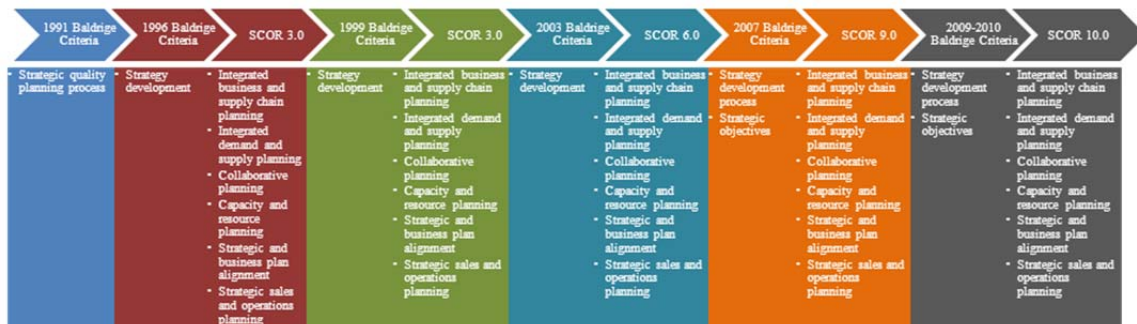 1991 Baldrige
Criteria
1996 Baldrige
Criteria
SCOR 3.0
1999 Baldrige
Criteria
SCOR 3.0
2003 Baldrige
Criteria
SCOR 6.0
2007 Baldrige
Criteria
SCOR 9.0
2009-2010
Baldrige Criteria
SCOR 10.0
• Strategic quality
planning process
• Strategy
development
• Integrated
business and
supply chain
planning
• Integrated
demand and
supply planning
• Collaborative
planning
• Capacity and
resource
planning
• Strategic and
business plan
alignment
• Strategic sales
and operations
planning
• Strategy
development
• Integrated business
and supply chain
planning
• Integrated demand
and supply
planning
• Collaborative
planning
• Capacity and
resource planning
• Strategic and
business plan
alignment
• Strategic sales and
operations
planning
• Strategy
development
• Integrated business
and supply chain
planning
• Integrated demand
and supply
planning
• Collaborative
planning
• Capacity and
resource planning
• Strategic and
business plan
alignment
• Strategic sales and
operations
planning
• Strategy
development
process
• Strategic
objectives
• Integrated business
and supply chain
planning
• Integrated demand
and supply
planning
• Collaborative
planning
• Capacity and
resource planning
• Strategic and
business plan
alignment
• Strategic sales and
operations
planning
• Strategy
development
process
• Strategic
objectives
• Integrated business
and supply chain
planning
• Integrated demand
and supply
planning
• Collaborative
planning
• Capacity and
resource planning
• Strategic and
business plan
alignment
• Strategic sales and
operations
planning